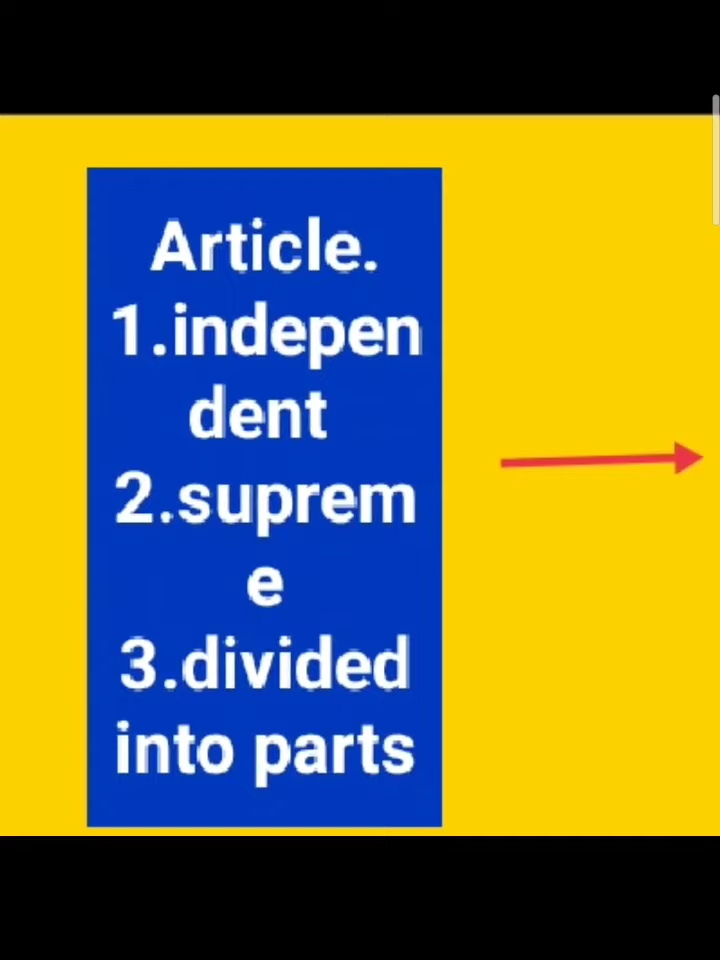 Article.
1.indepen
dent
2.suprem
e
3.divided
into parts